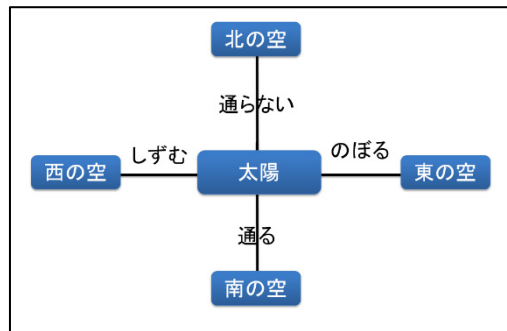 北の空
通らない
しずむ
のぼる
西の空
太陽
東の空
通る
南の空